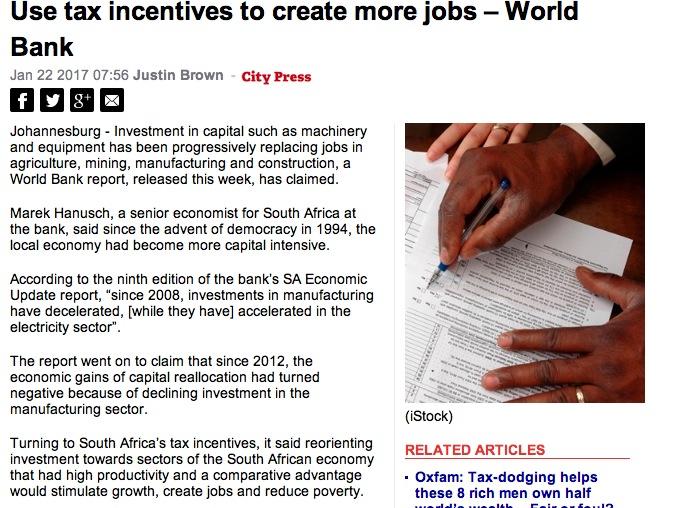 Use tax incentives to create more jobs – World
Bank
Jan 22 2017 07:56 Justin Brown - City Press
f g+
Johannesburg - Investment in capital such as machinery
and equipment has been progressively replacing jobs in
agriculture, mining, manufacturing and construction, a
World Bank report, released this week, has claimed.
Marek Hanusch, a senior economist for South Africa at
the bank, said since the advent of democracy in 1994, the
local economy had become more capital intensive.
According to the ninth edition of the bank's SA Economic
Update report, “since 2008, investments in manufacturing
have decelerated, [while they have] accelerated in the
electricity sector”.
The report went on to claim that since 2012, the
economic gains of capital reallocation had turned
negative because of declining investment in the
manufacturing sector.
Turning to South Africa's tax incentives, it said reorienting
investment towards sectors of the South African economy
that had high productivity and a comparative advantage
would stimulate growth, create jobs and reduce poverty.
(iStock)
RELATED ARTICLES
Oxfam: Tax-dodging helps
these 8 rich men own half
world's wealth – Fair or foul?